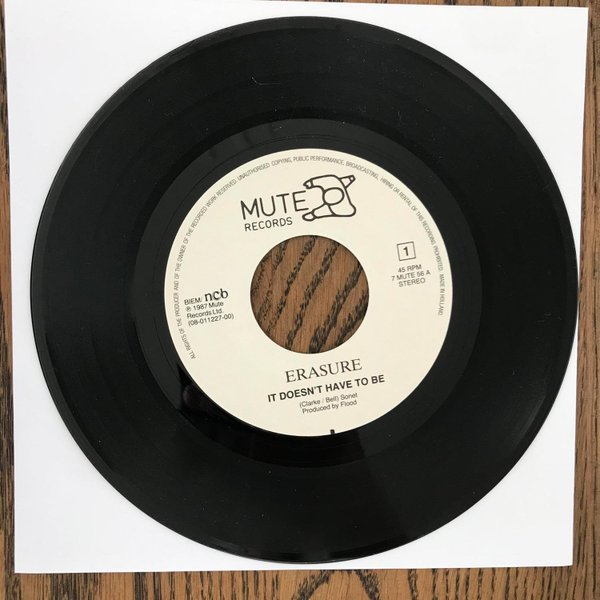 MUTE
RECORDS
BIEM/ ncb
℗ 1987 Mute
Records Ltd.
(08-011227-00)
1
45 RPM
7 MUTE 56 A
STEREO
ERASURE
IT DOESN'T HAVE TO BE
(Clarke / Bell) Sonet
Produced by Flood
ALL RIGHTS OF THE PRODUCER AND OF THE OWNER OF THE RECORDED WORK RESERVED. UNAUTHORISED COPYING, PUBLIC PERFORMANCE, BROADCASTING, HIRING OR RENTAL OF THIS RECORDING PROHIBITED. MADE IN HOLLAND